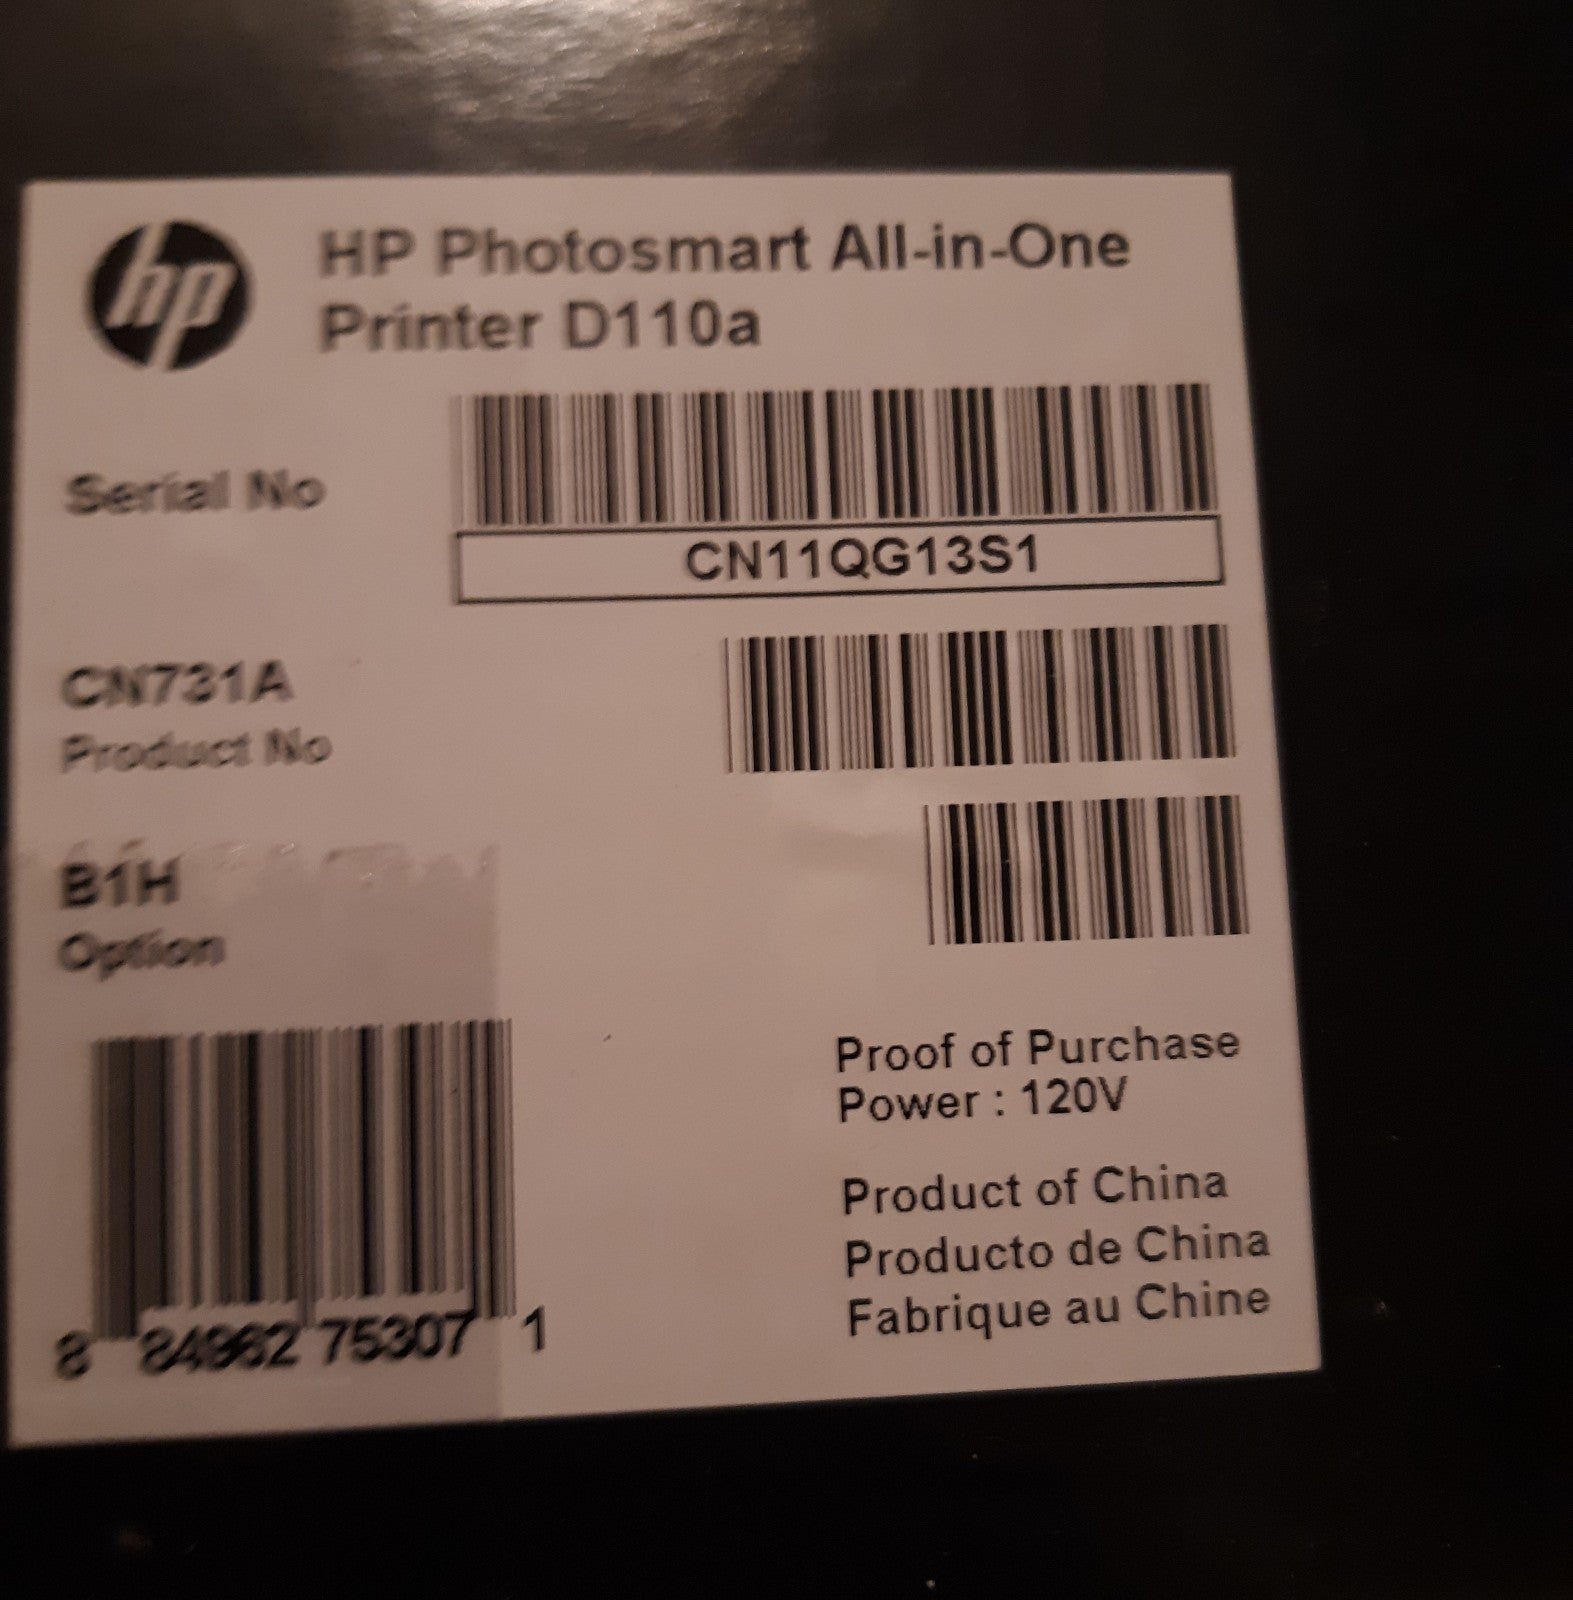 hp
HP Photosmart All-in-One
Printer D110a
Serial No
CN11QG13S1
CN731A
Product No
B1H
Option
8 84962 75307 1
Proof of Purchase
Power : 120V
Product of China
Producto de China
Fabrique au Chine